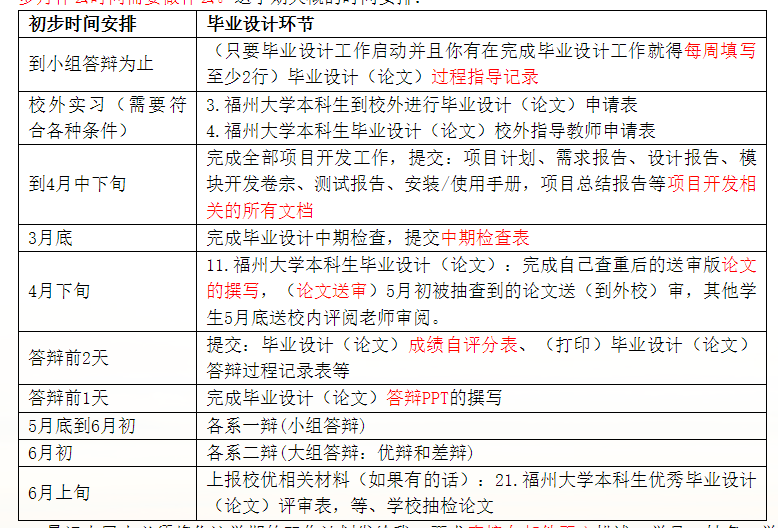 初步时间安排 毕业设计环节
到小组答辩为止
（只要毕业设计工作启动并且你有在完成毕业设计工作就得每周填写
至少2行）毕业设计（论文）过程指导记录
校外实习（需要符
合各种条件）
3.福州大学本科生到校外进行毕业设计（论文）申请表
4.福州大学本科生毕业设计（论文）校外指导教师申请表
到4月中下旬
完成全部项目开发工作，提交：项目计划、需求报告、设计报告、模
块开发卷宗、测试报告、安装/使用手册，项目总结报告等项目开发相
关的所有文档
3月底
完成毕业设计中期检查，提交中期检查表
4月下旬
11.福州大学本科生毕业设计（论文）：完成自己查重后的送审版论文
的撰写，（论文送审）5月初被抽查到的论文送（到外校）审，其他学
生5月底送校内评阅老师审阅。
答辩前2天
提交：毕业设计（论文）成绩自评分表、（打印）毕业设计（论文）
答辩过程记录表等
答辩前1天
完成毕业设计（论文）答辩PPT的撰写
5月底到6月初
各系一辩(小组答辩)
6月初
各系二辩(大组答辩：优辩和差辩)
6月上旬
上报校优相关材料（如果有的话）：21.福州大学本科生优秀毕业设计
（论文）评审表，等、学校抽检论文